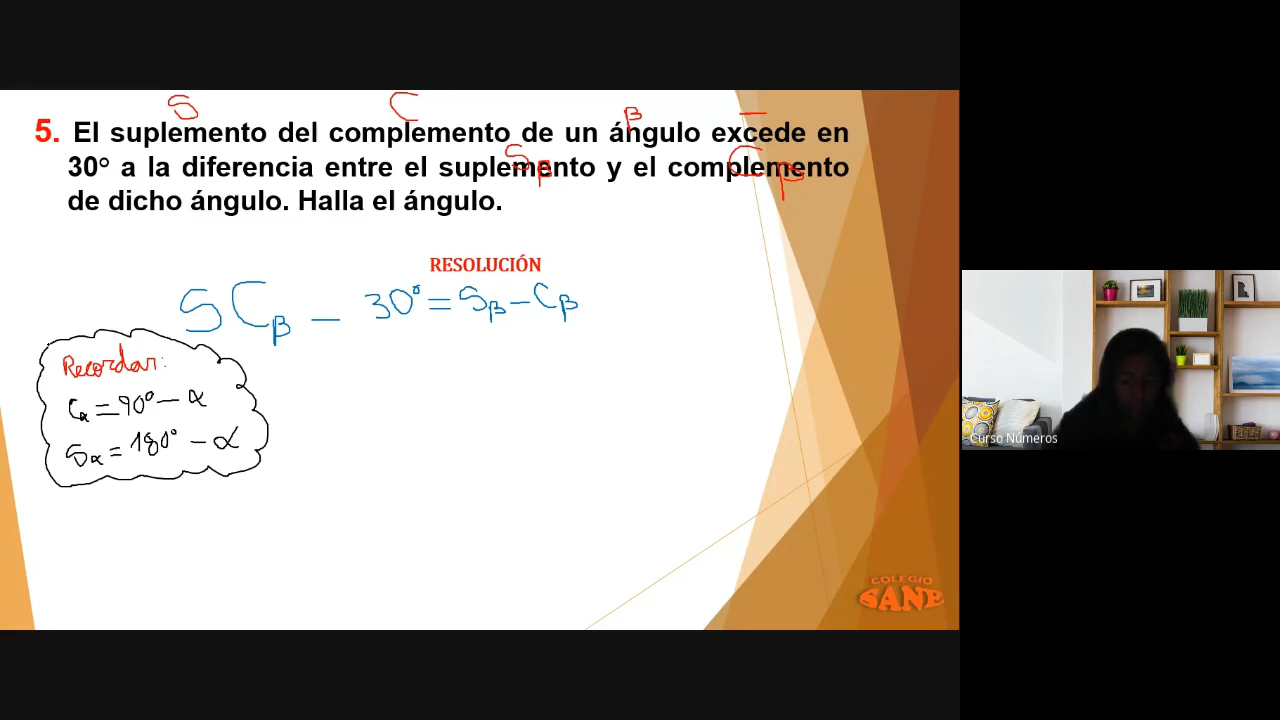 S C β −
5. El suplemento del complemento de un ángulo excede en
Sβ Cβ
30° a la diferencia entre el suplemento y el complemento
de dicho ángulo. Halla el ángulo.
RESOLUCIÓN
SCβ − 30° = Sβ − Cβ
Recordar:
Cα = 90° − α
Sα = 180° − α
Curso Números
COLEGIO
SANE